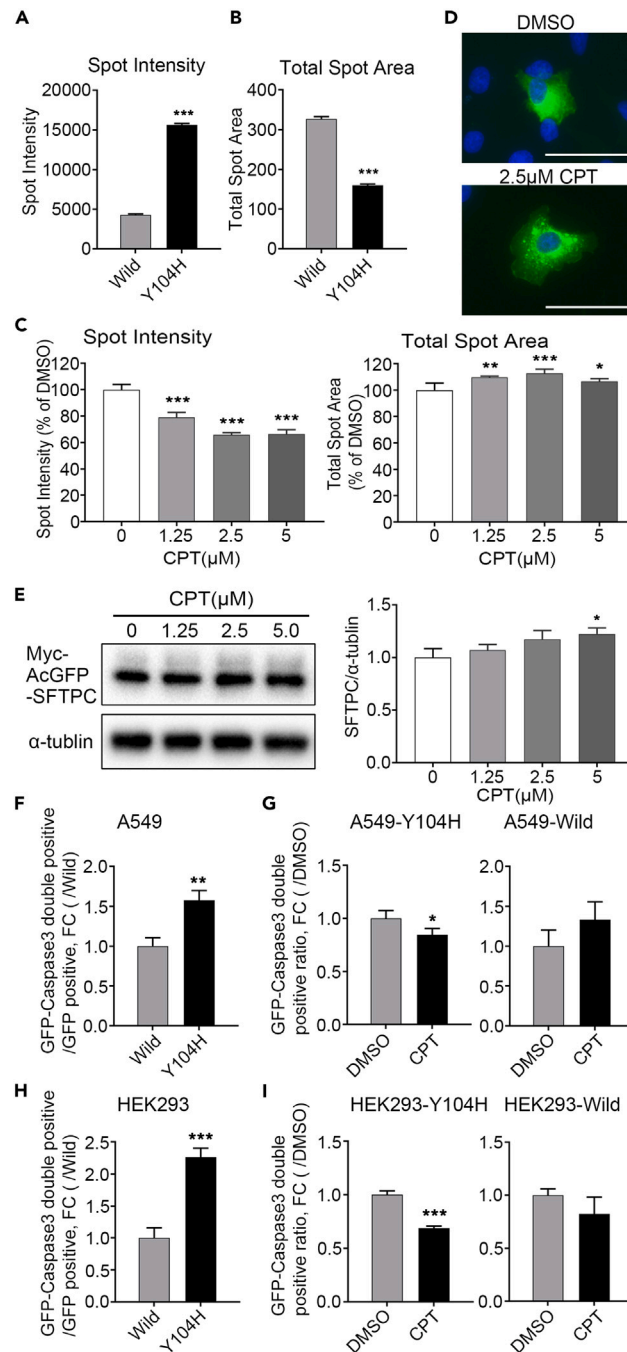 A
Spot Intensity
Spot Intensity
20000
15000
10000
5000
0
***
Wild
Y104H
B
Total Spot Area
Total Spot Area
400
300
200
100
0
***
Wild
Y104H
D
DMSO
2.5μM CPT
C
Spot Intensity
Spot Intensity (% of DMSO)
120
100
80
60
40
20
0
***
***
***
0
1.25
2.5
5
CPT(μM)
Total Spot Area
Total Spot Area
(% of DMSO)
120
100
80
60
40
20
0
**
***
*
0
1.25
2.5
5
CPT(μM)
E
CPT(μM)
0
1.25
2.5
5.0
Myc-
AcGFP
-SFTPC
α-tublin
SFTPC/α-tublin
1.5
1.0
0.5
0.0
*
0
1.25
2.5
5
CPT(μM)
F
A549
GFP-Caspase3 double positive
/GFP positive, FC ( /Wild)
2.0
1.5
1.0
0.5
0.0
**
Wild
Y104H
G
A549-Y104H
GFP-Caspase3 double
positive ratio, FC ( /DMSO)
1.5
1.0
0.5
0.0
*
DMSO
CPT
A549-Wild
2.0
1.5
1.0
0.5
0.0
DMSO
CPT
H
HEK293
GFP-Caspase3 double positive
/GFP positive, FC ( /Wild)
2.5
2.0
1.5
1.0
0.5
0.0
***
Wild
Y104H
I
HEK293-Y104H
GFP-Caspase3 double
positive ratio, FC ( /DMSO)
1.5
1.0
0.5
0.0
***
DMSO
CPT
HEK293-Wild
1.5
1.0
0.5
0.0
DMSO
CPT